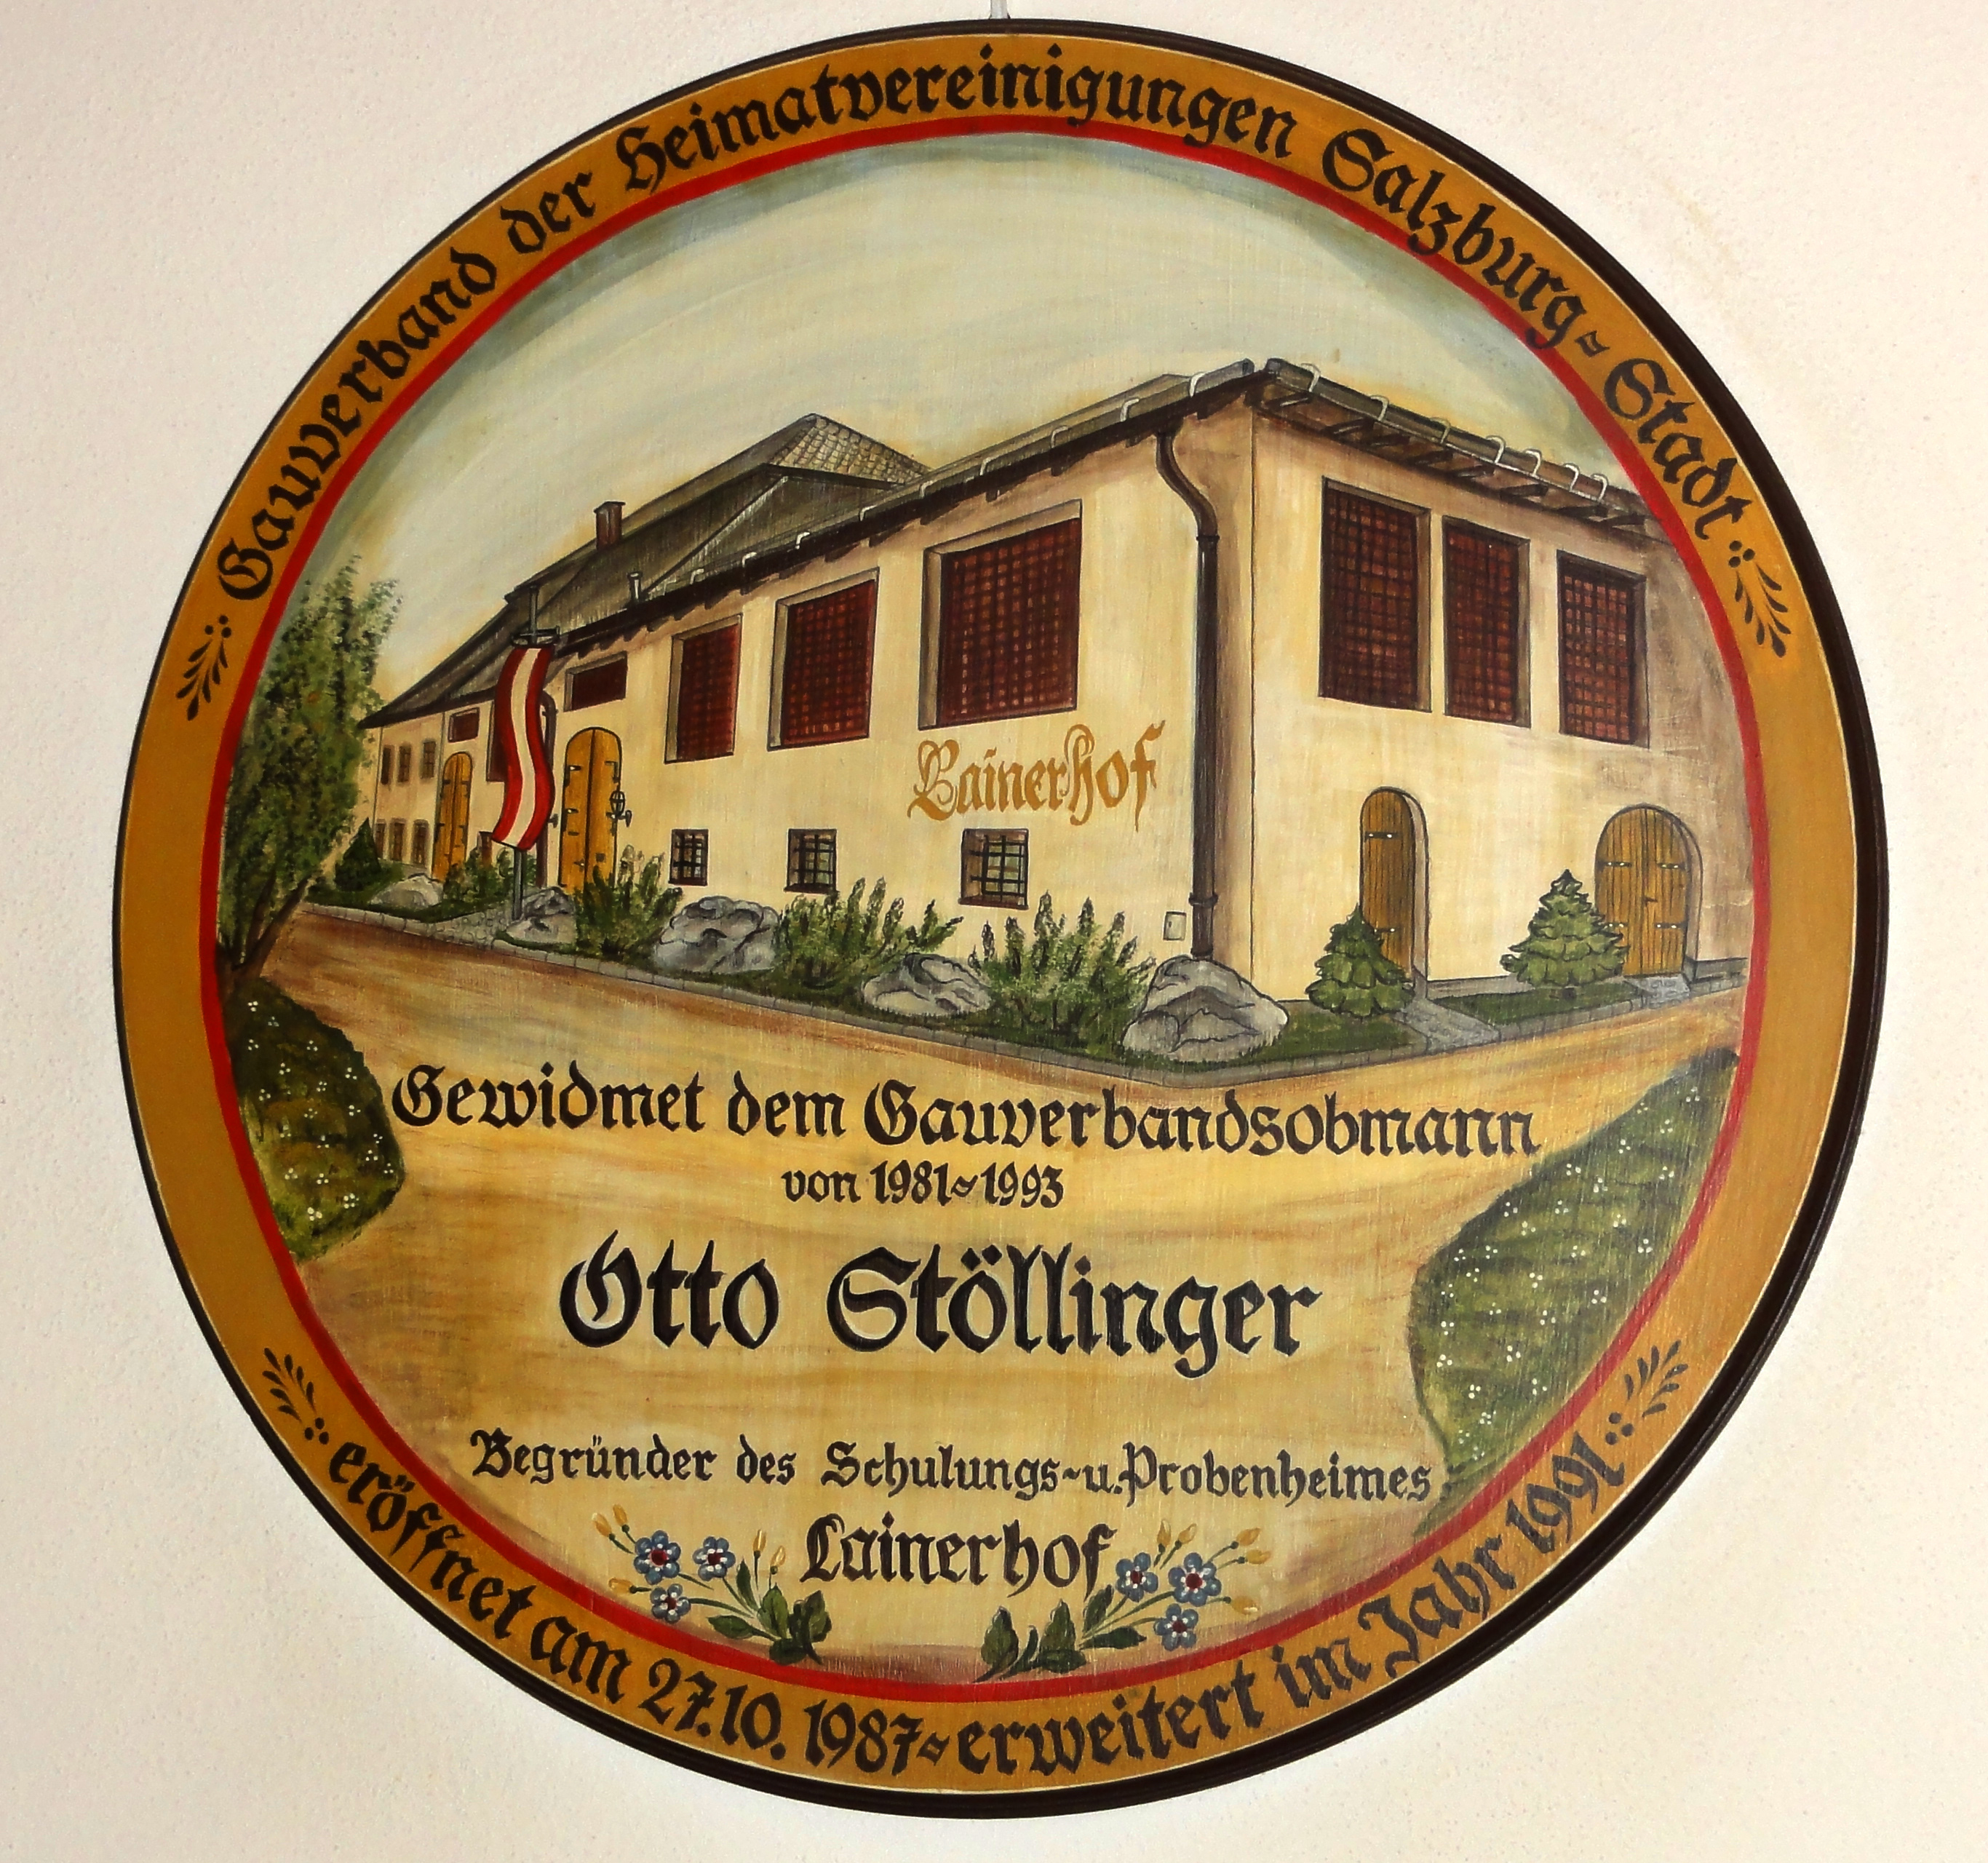 Gauverband der Heimatvereinigungen Salzburg-Stadt
Lainerhof
Gewidmet dem Gauverbandsobmann
von 1981-1993
Otto Stöllinger
Begründer des Schulungs-u.Probenheimes
Lainerhof
eröffnet am 27.10.1987-erweitert im Jahr 1991